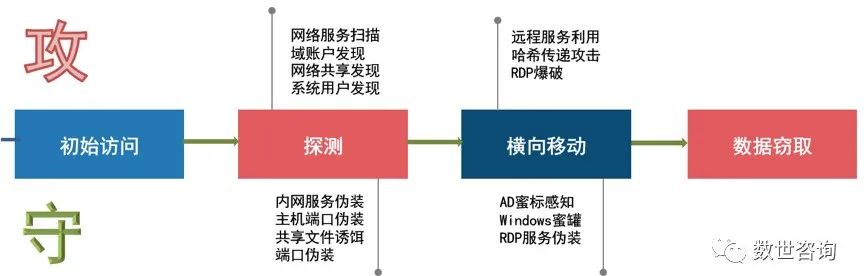 攻
网络服务扫描
域账户发现
网络共享发现
系统用户发现
远程服务利用
哈希传递攻击
RDP爆破
初始访问
探测
横向移动
数据窃取
守
内网服务伪装
主机端口伪装
共享文件诱饵
端口伪装
AD蜜标感知
Windows蜜罐
RDP服务伪装
数世咨询